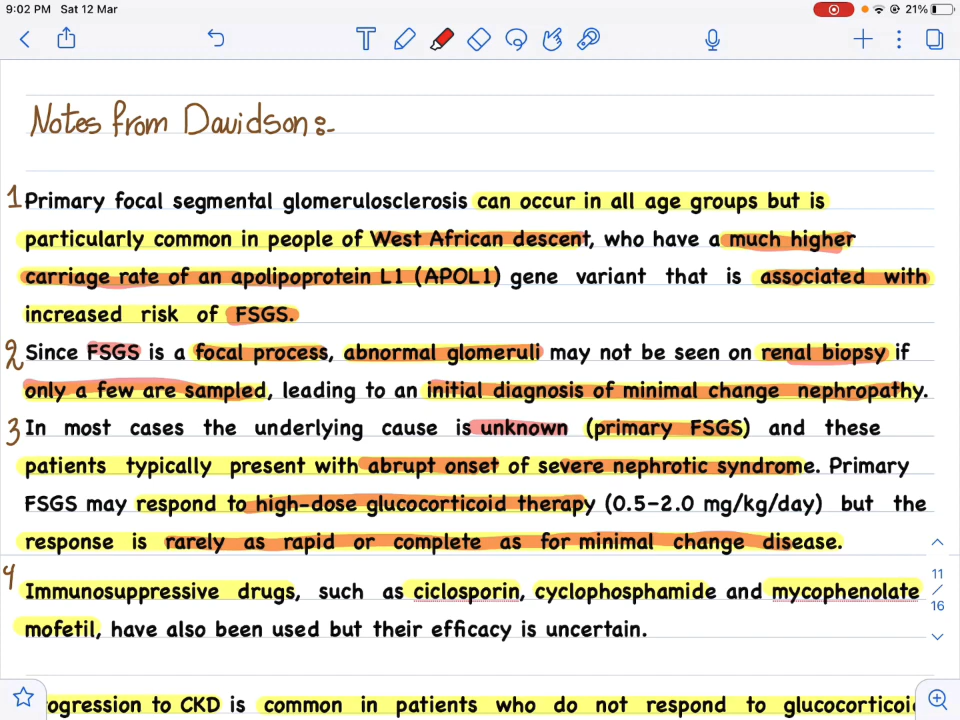 9:02 PM Sat 12 Mar 21%
T
Notes from Davidson:-
1 Primary focal segmental glomerulosclerosis can occur in all age groups but is
particularly common in people of West African descent, who have a much higher
carriage rate of an apolipoprotein L1 (APOL1) gene variant that is associated with
increased risk of FSGS.
2 Since FSGS is a focal process, abnormal glomeruli may not be seen on renal biopsy if
only a few are sampled, leading to an initial diagnosis of minimal change nephropathy.
3 In most cases the underlying cause is unknown (primary FSGS) and these
patients typically present with abrupt onset of severe nephrotic syndrome. Primary
FSGS may respond to high-dose glucocorticoid therapy (0.5–2.0 mg/kg/day) but the
response is rarely as rapid or complete as for minimal change disease.
4
Immunosuppressive drugs, such as ciclosporin, cyclophosphamide and mycophenolate
mofetil, have also been used but their efficacy is uncertain.
11
/
16
ogression to CKD is common in patients who do not respond to glucocortico